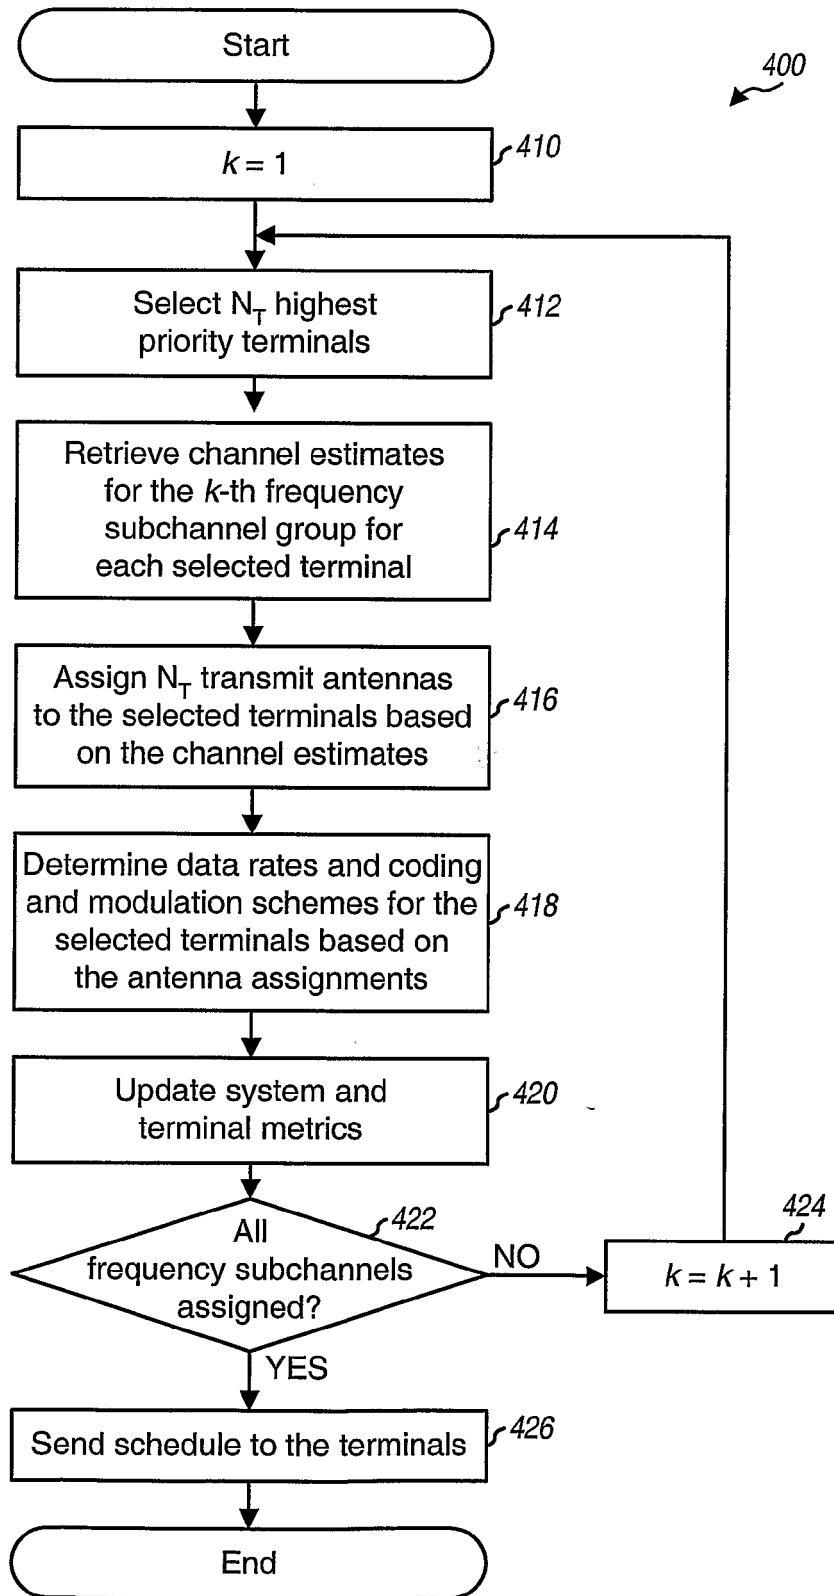 Start
400
k = 1
410
Select N_T highest
priority terminals
412
Retrieve channel estimates
for the k-th frequency
subchannel group for
each selected terminal
414
Assign N_T transmit antennas
to the selected terminals based
on the channel estimates
416
Determine data rates and coding
and modulation schemes for the
selected terminals based on
the antenna assignments
418
Update system and
terminal metrics
420
All
frequency subchannels
assigned?
422
NO
424
k = k + 1
YES
Send schedule to the terminals
426
End